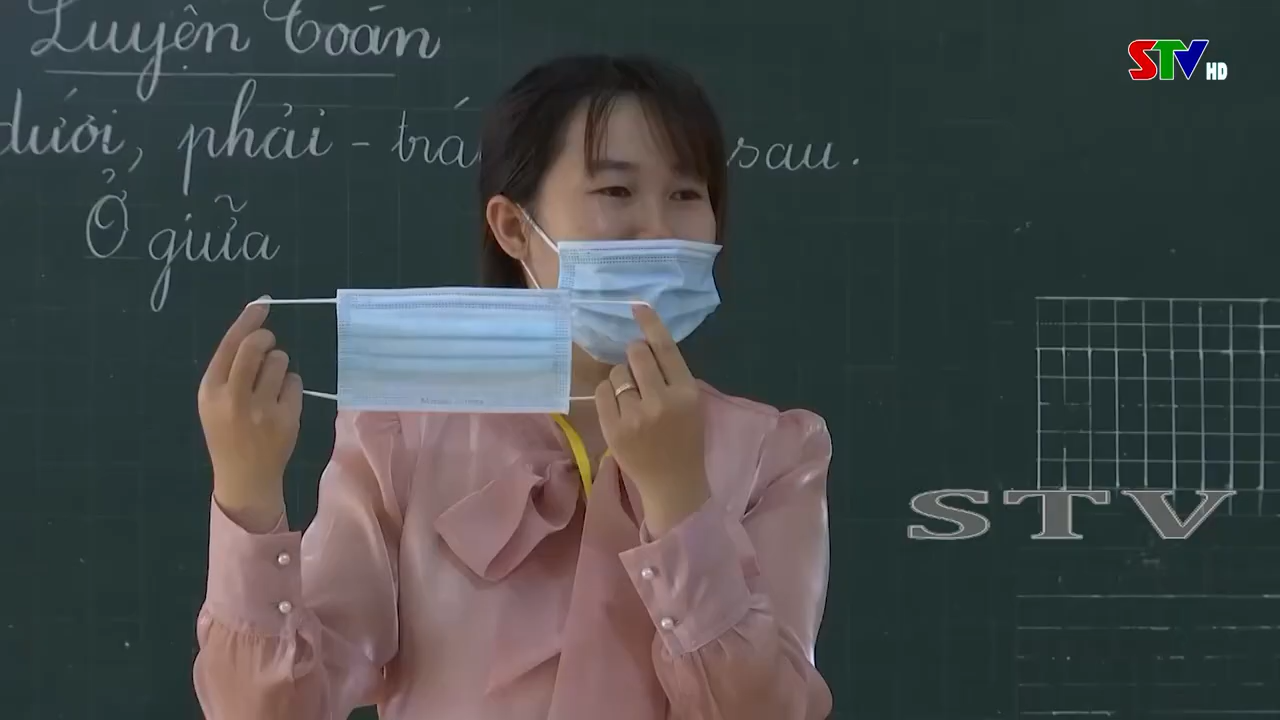 Luyện Toán
dưới, phải - trá sau.
Ở giữa
STV HD
STV